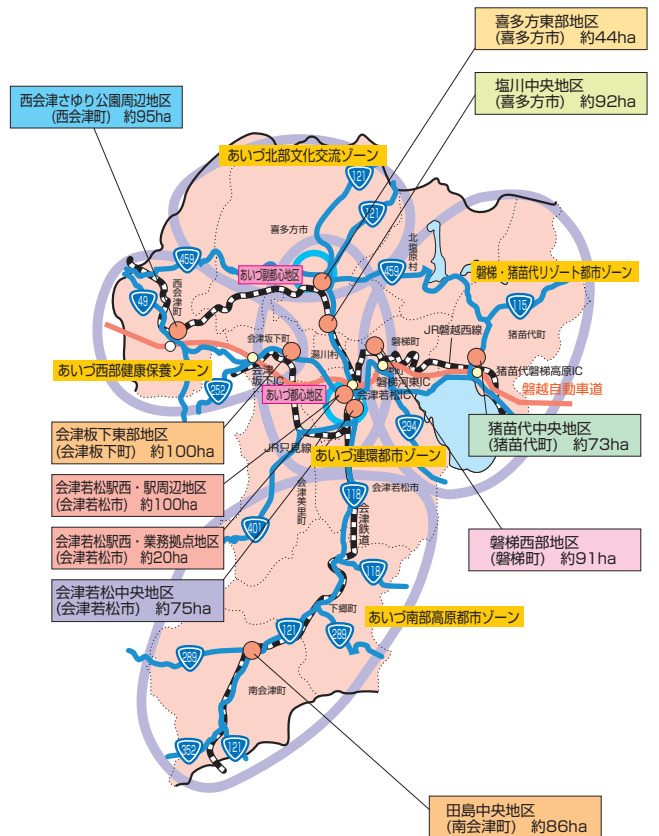 喜多方東部地区
(喜多方市) 約44ha
塩川中央地区
(喜多方市) 約92ha
西会津さゆり公園周辺地区
(西会津町) 約95ha
あいづ北部文化交流ゾーン
121
121
喜多方市
北塩原村
459
あいづ副都心地区
459
磐梯・猪苗代リゾート都市ゾーン
西会津町
49
115
猪苗代町
JR磐越西線
磐梯町
会津坂下町
湯川村
あいづ西部健康保養ゾーン
会津坂下IC
猪苗代磐梯高原IC
磐梯河東IC
252
あいづ都心地区
会津若松IC
磐越自動車道
猪苗代中央地区
(猪苗代町) 約73ha
会津板下東部地区
(会津板下町) 約100ha
294
JR只見線
あいづ連環都市ゾーン
会津若松駅西・駅周辺地区
(会津若松市) 約100ha
会津美里町
118
会津若松市
会津鉄道
401
会津若松駅西・業務拠点地区
(会津若松市) 約20ha
磐梯西部地区
(磐梯町) 約91ha
118
会津若松中央地区
(会津若松市) 約75ha
下郷町
あいづ南部高原都市ゾーン
121
289
289
南会津町
352
121
田島中央地区
(南会津町) 約86ha